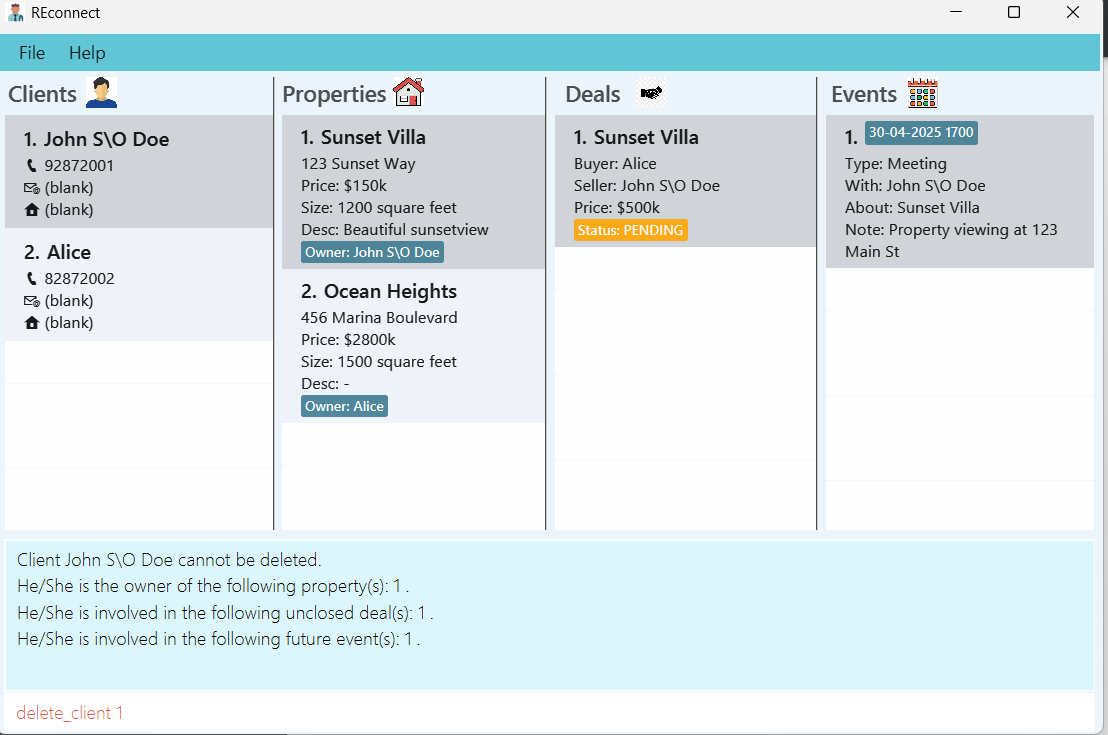 REconnect
File Help
Clients
1. John S\O Doe
92872001
(blank)
(blank)
2. Alice
82872002
(blank)
(blank)
Properties
1. Sunset Villa
123 Sunset Way
Price: $150k
Size: 1200 square feet
Desc: Beautiful sunsetview
Owner: John S\O Doe
2. Ocean Heights
456 Marina Boulevard
Price: $2800k
Size: 1500 square feet
Desc: -
Owner: Alice
Deals
1. Sunset Villa
Buyer: Alice
Seller: John S\O Doe
Price: $500k
Status: PENDING
Events
1. 30-04-2025 1700
Type: Meeting
With: John S\O Doe
About: Sunset Villa
Note: Property viewing at 123
Main St
Client John S\O Doe cannot be deleted.
He/She is the owner of the following property(s): 1 .
He/She is involved in the following unclosed deal(s): 1 .
He/She is involved in the following future event(s): 1 .
delete_client 1